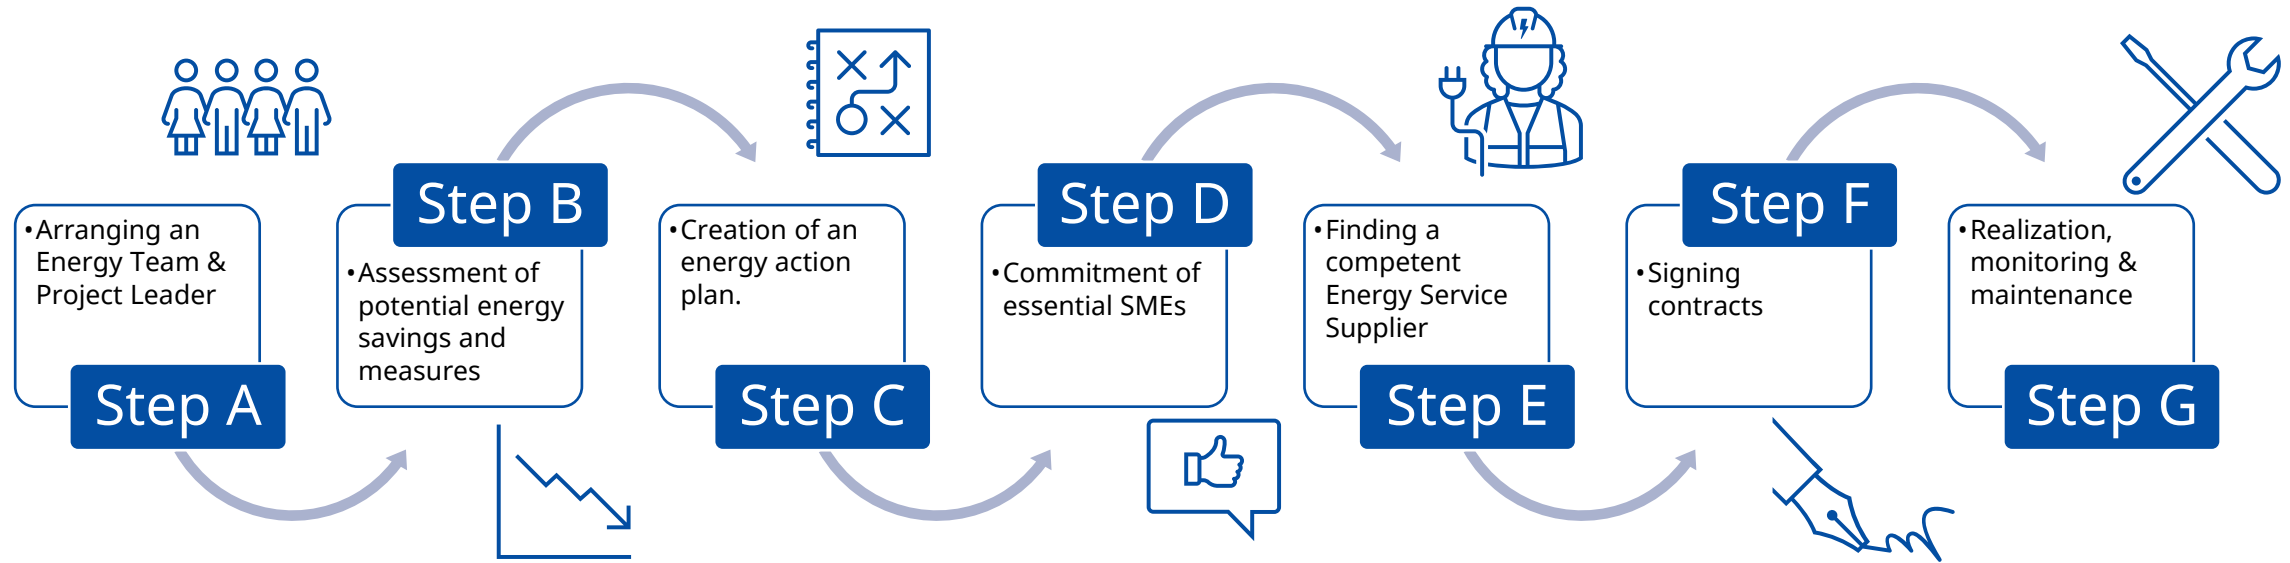 •Arranging an
Energy Team &
Project Leader
Step A
Step B
•Assessment of
potential energy
savings and
measures
•Creation of an
energy action
plan.
Step C
Step D
•Commitment of
essential SMEs
•Finding a
competent
Energy Service
Supplier
Step E
Step F
•Signing
contracts
•Realization,
monitoring &
maintenance
Step G